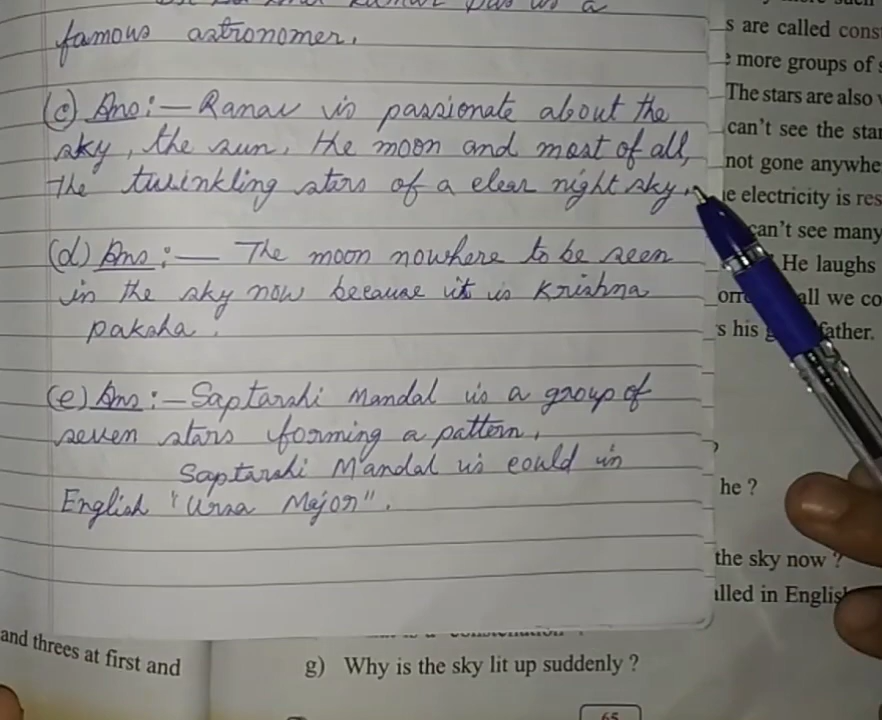 famous astronomer.
(c) Ans:— Ranav is passionate about the
sky, the sun, the moon and most of all,
the twinkling stars of a clear night sky.
(d) Ans:— The moon nowhere to be seen
in the sky now because it is Krishna
paksha.
(e) Ans:— Saptarshi Mandal is a group of
seven stars forming a pattern.
Saptarshi Mandal is could in
English "Ursa Major".
s are called cons
more groups of s
The stars are also
can't see the star
not gone anywhe
e electricity is res
can't see many
He laughs
all we co
s his father.
he ?
the sky now ?
alled in English
and threes at first and
g) Why is the sky lit up suddenly ?
65